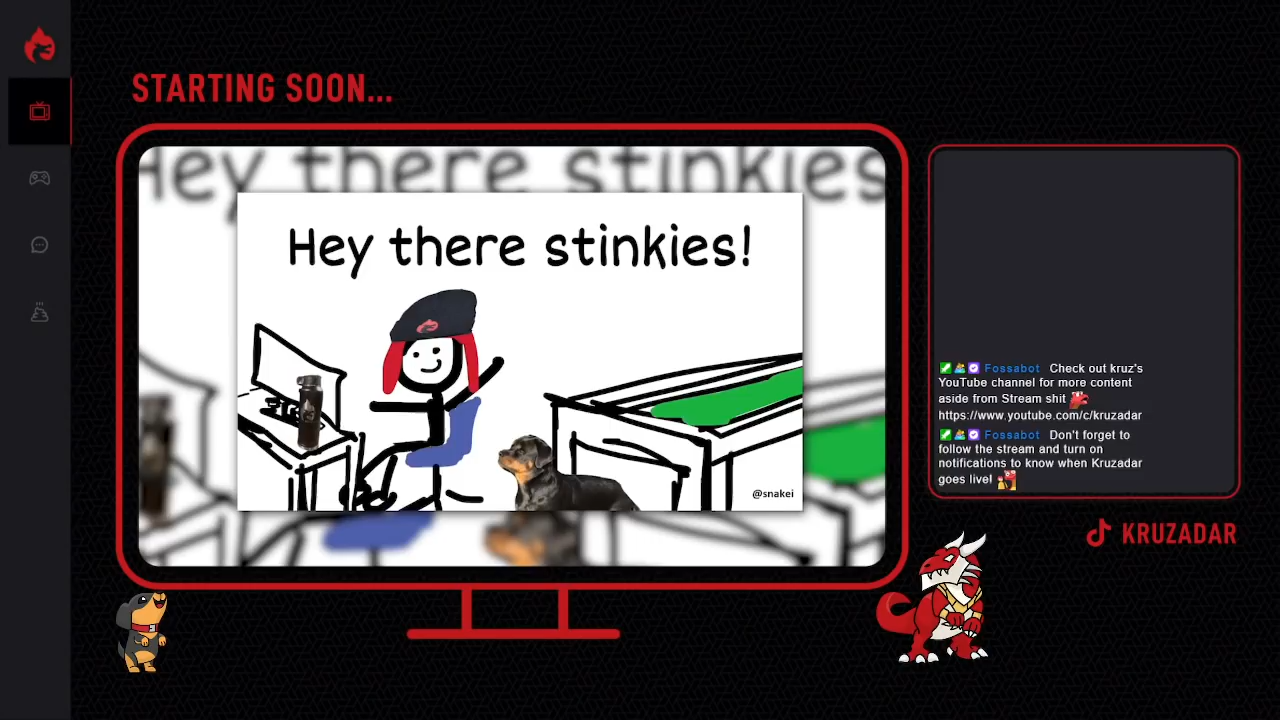 STARTING SOON...
Hey there stinkies
Hey there stinkies!
@snakei
Fossabot Check out kruz's
YouTube channel for more content
aside from Stream shit
https://www.youtube.com/c/kruzadar
Fossabot Don't forget to
follow the stream and turn on
notifications to know when Kruzadar
goes live!
KRUZADAR